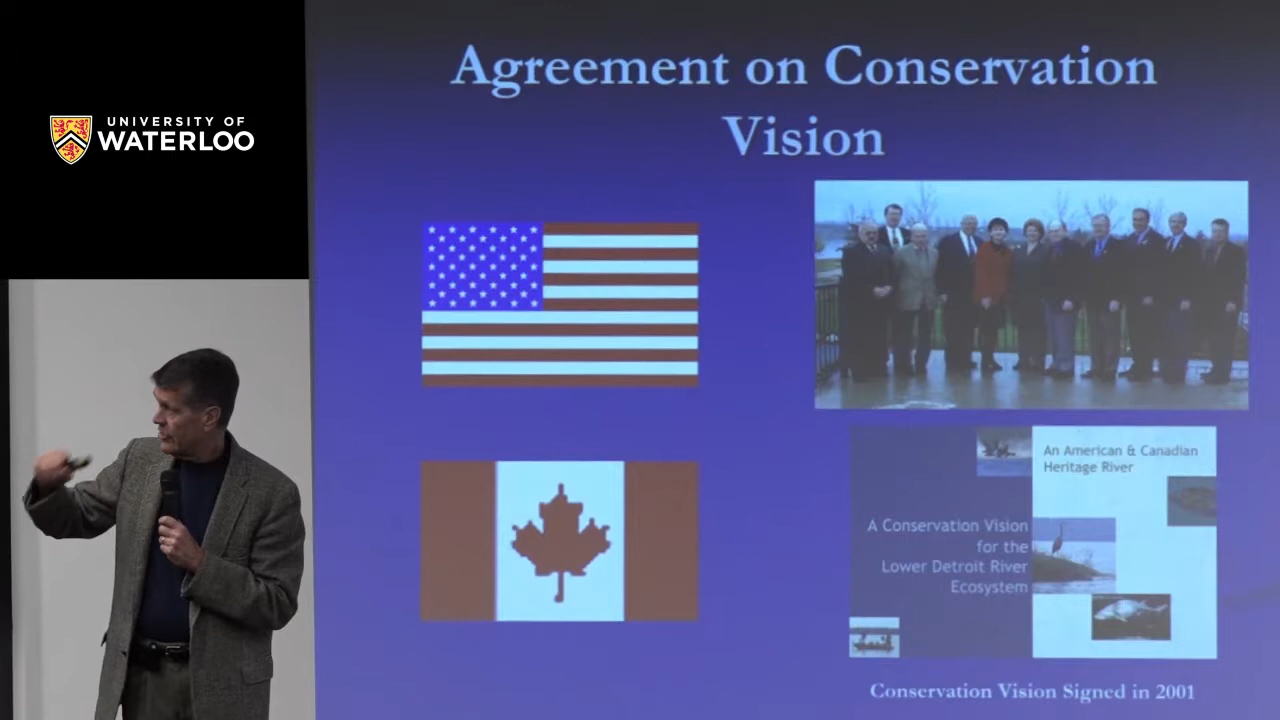 UNIVERSITY OF
WATERLOO
Agreement on Conservation
Vision
An American & Canadian
Heritage River
A Conservation Vision
for the
Lower Detroit River
Ecosystem
Conservation Vision Signed in 2001